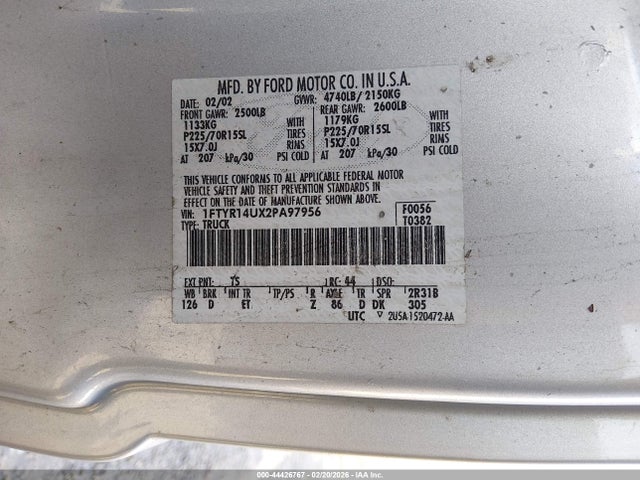 MFD. BY FORD MOTOR CO. IN U.S.A.
DATE: 02/02 GVWR: 4740LB/ 2150KG
FRONT GAWR: 2500LB REAR GAWR: 2600LB
1133KG WITH 1179KG WITH
P225/70R15SL TIRES P225/70R15SL TIRES
15X7.0J RIMS 15X7.0J RIMS
AT 207 kPa/30 PSI COLD AT 207 kPa/30 PSI COLD
THIS VEHICLE CONFORMS TO ALL APPLICABLE FEDERAL MOTOR
VEHICLE SAFETY AND THEFT PREVENTION STANDARDS IN
EFFECT ON THE DATE OF MANUFACTURE SHOWN ABOVE.
VIN: 1FTYR14UX2PA97956 F0056
TYPE: TRUCK T0382
EXT PNT: TS RC: 44 DSO:
WB BRK INT TR TP/PS R AXLE TR SPR 2R31B
126 D ET Z 86 D DK 305
UTC ▽ 2U5A 1520472-AA
000-44426767 - 02/20/2026 - IAA Inc.